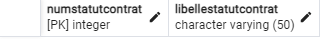 numstatutcontrat
[PK] integer
libellestatutcontrat
character varying (50)